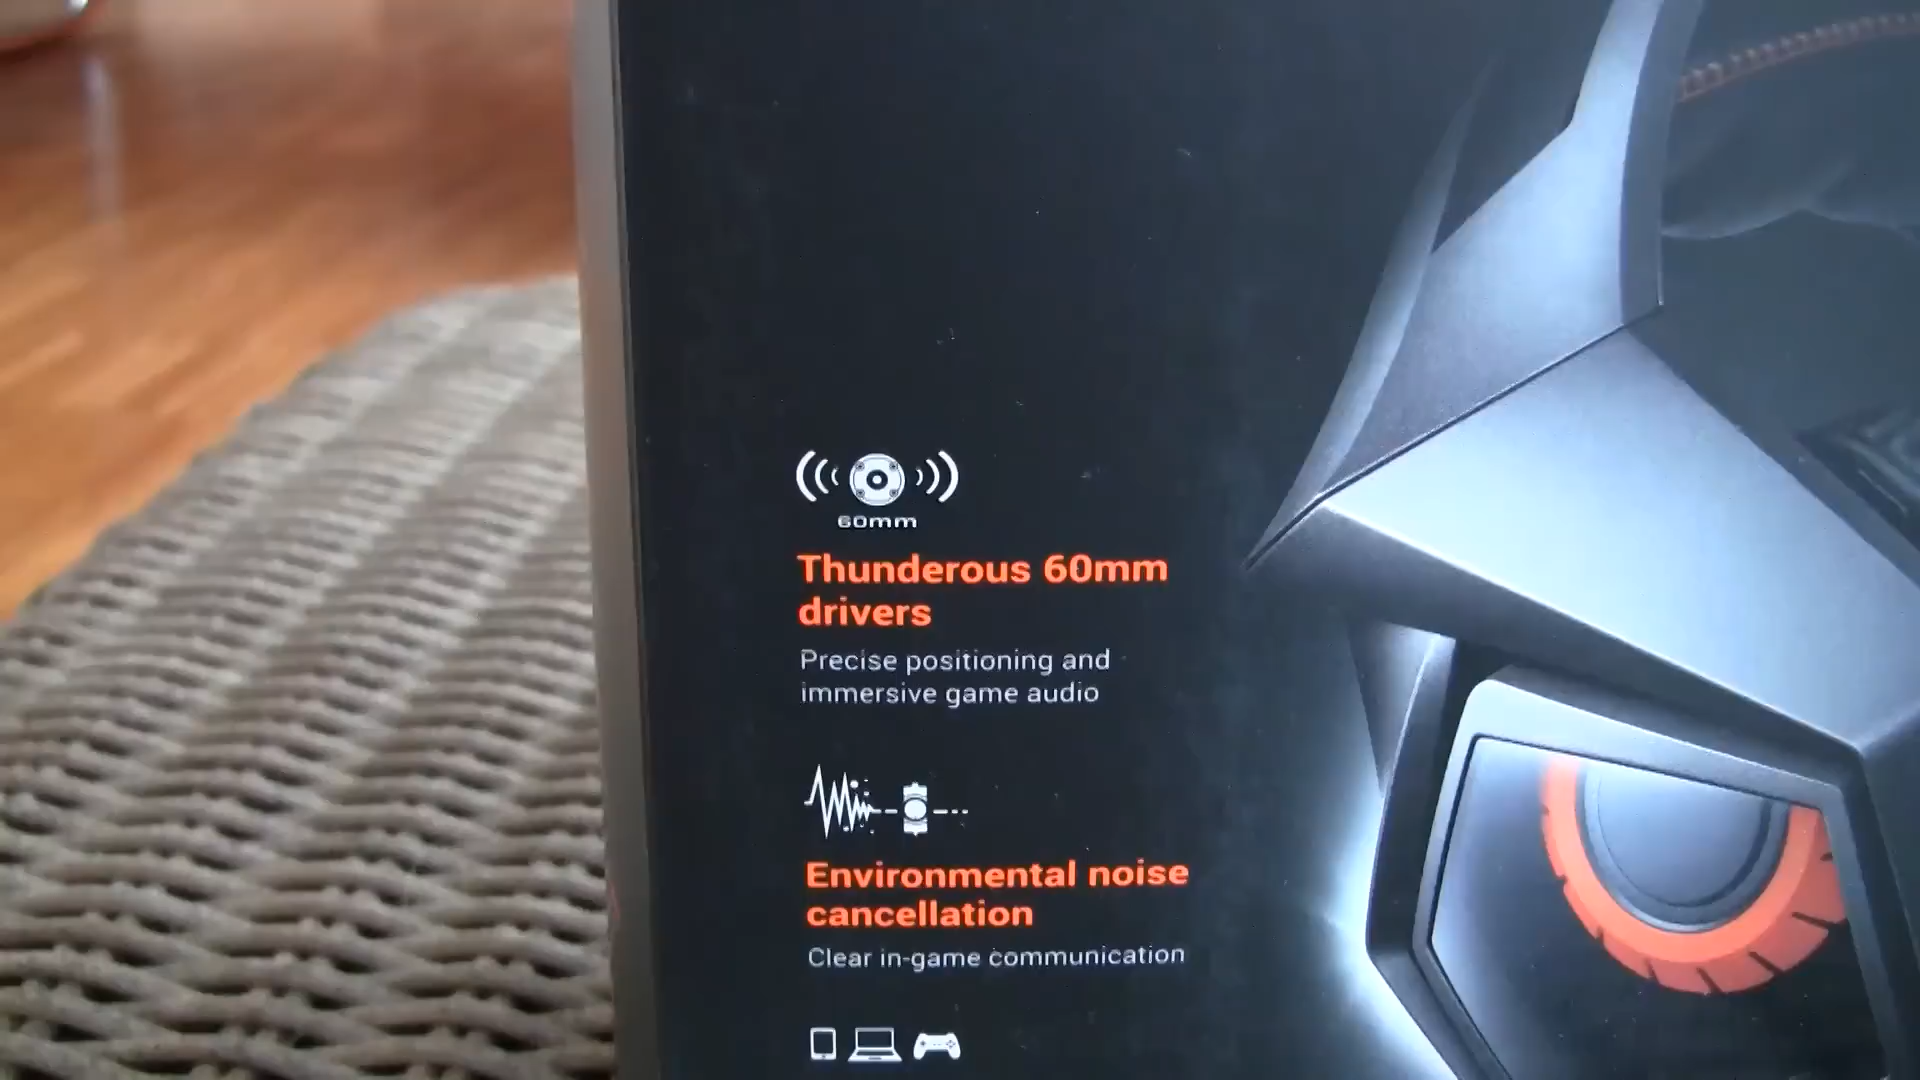 60mm
Thunderous 60mm
drivers
Precise positioning and
immersive game audio
Environmental noise
cancellation
Clear in-game communication